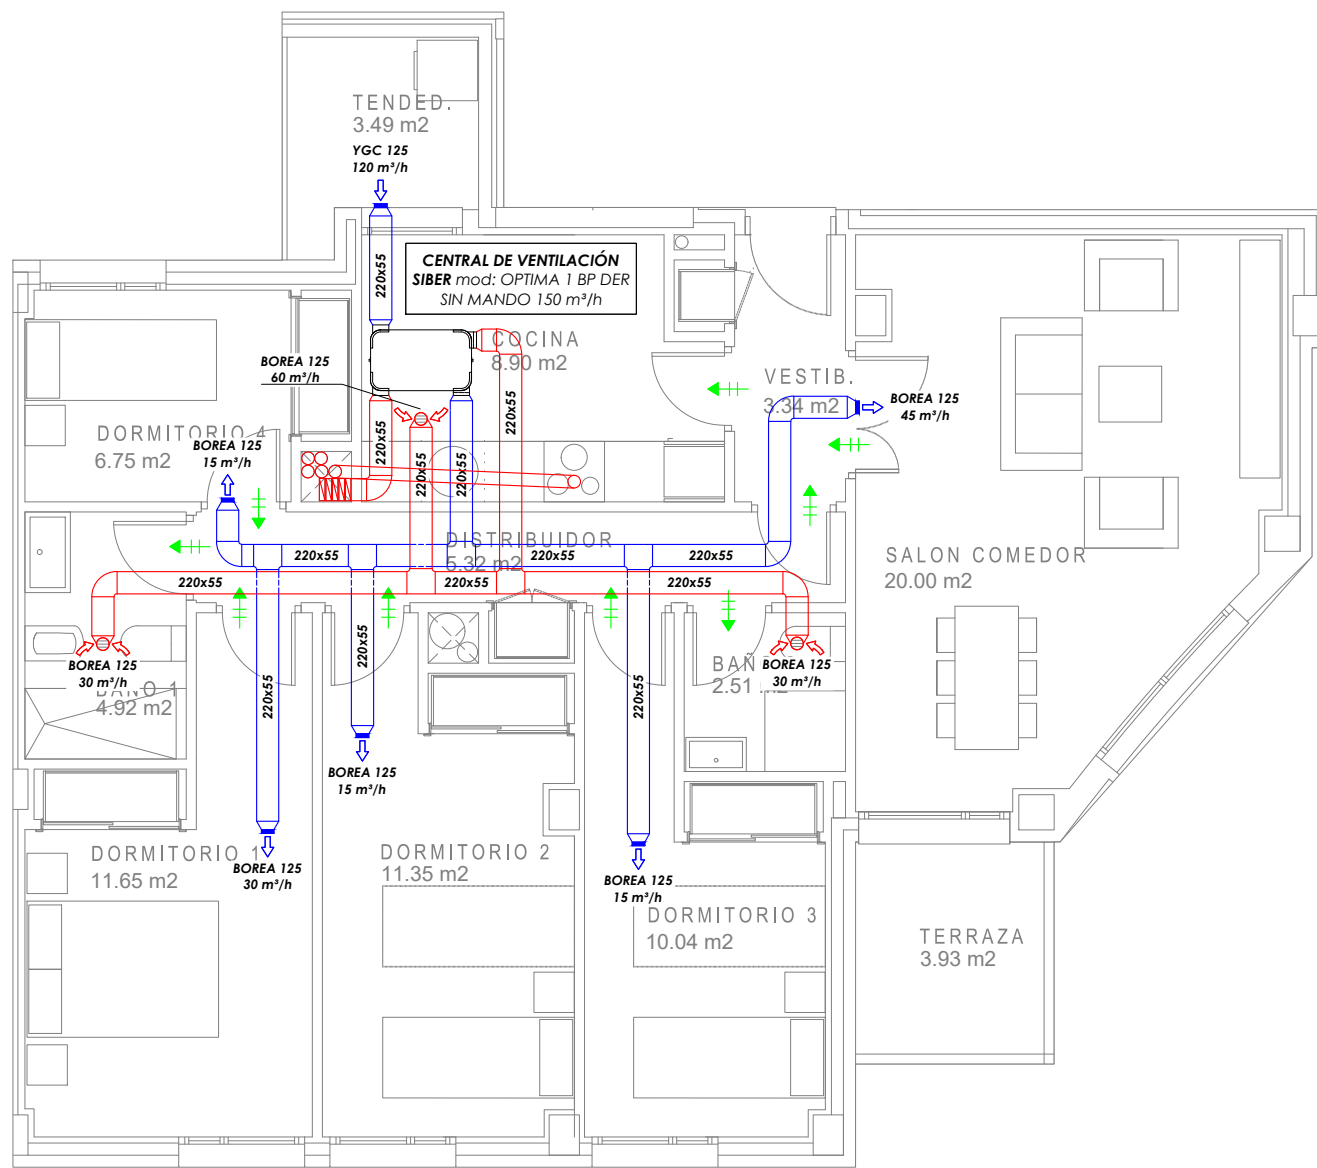 TENDED.
3.49 m2
YGC 125
120 m³/h
220x55
CENTRAL DE VENTILACIÓN
SIBER mod: OPTIMA 1 BP DER
SIN MANDO 150 m³/h
COCINA
8.90 m2
BOREA 125
60 m³/h
VESTIB.
3.34 m2
BOREA 125
45 m³/h
220x55
220x55
220x55
220x55
DORMITORIO 4
6.75 m2
BOREA 125
15 m³/h
DISTRIBUIDOR
5.32 m2
220x55
220x55
220x55
220x55
220x55
220x55
SALON COMEDOR
20.00 m2
BOREA 125
30 m³/h
BAÑO 1
4.92 m2
220x55
220x55
220x55
BAÑO
2.51 m2
BOREA 125
30 m³/h
BOREA 125
15 m³/h
DORMITORIO 1
11.65 m2
BOREA 125
30 m³/h
DORMITORIO 2
11.35 m2
BOREA 125
15 m³/h
DORMITORIO 3
10.04 m2
TERRAZA
3.93 m2